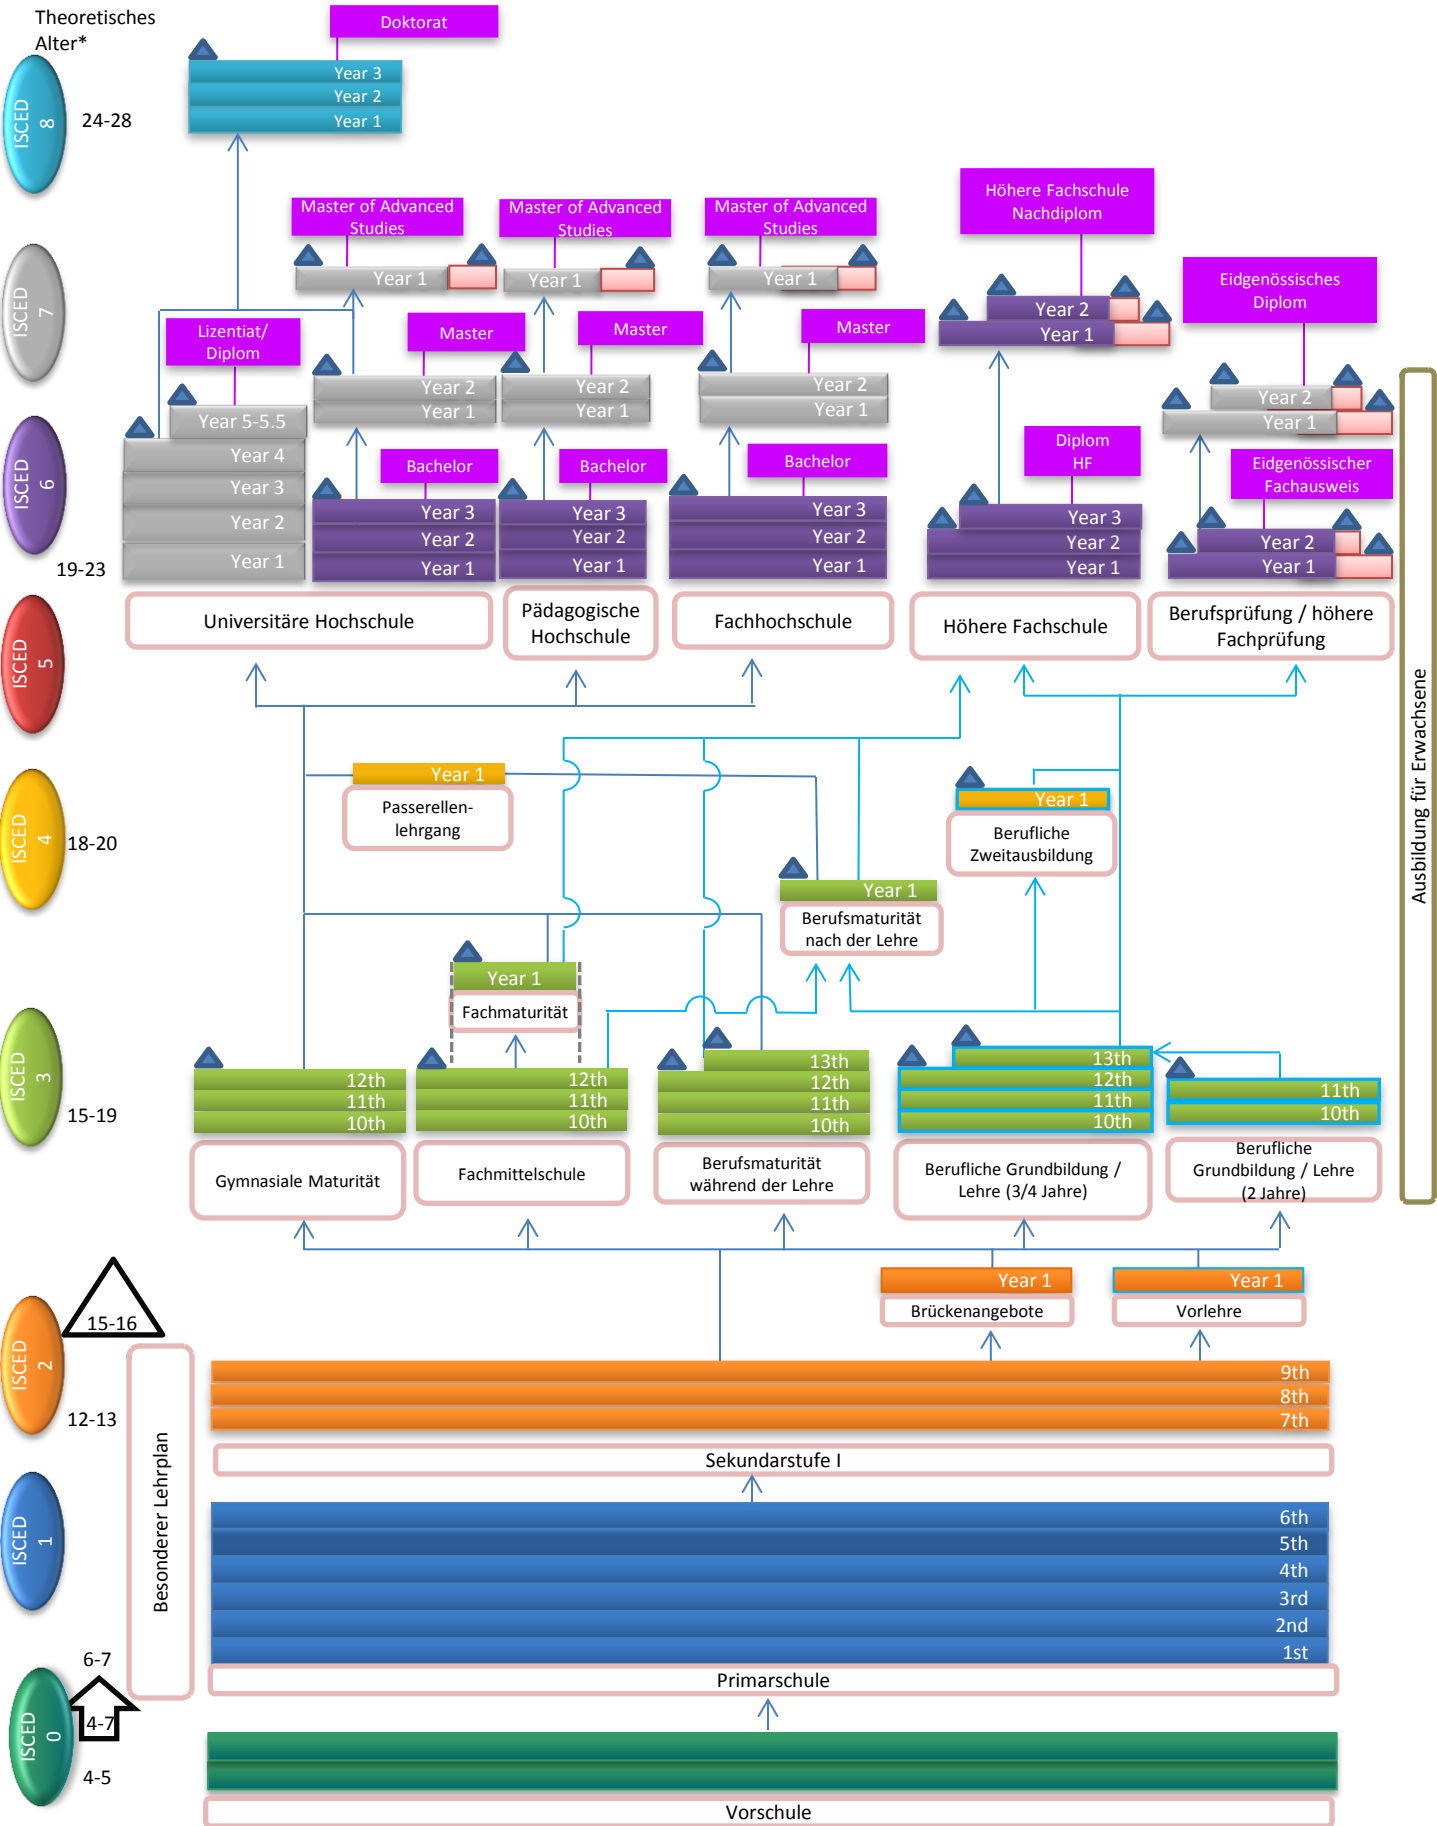 Theoretisches
Alter*
Doktorat
Year 3
Year 2
Year 1
ISCED
8
24-28
Master of Advanced
Studies
Master of Advanced
Studies
Master of Advanced
Studies
Höhere Fachschule
Nachdiplom
Year 1
Year 1
Year 1
Year 2
Year 1
Eidgenössisches
Diplom
ISCED
7
Lizentiat/
Diplom
Master
Master
Master
Year 2
Year 1
Year 2
Year 1
Year 2
Year 1
Year 2
Year 1
Year 5-5.5
Year 4
Year 3
Year 2
Year 1
Bachelor
Bachelor
Bachelor
Diplom
HF
Eidgenössischer
Fachausweis
Year 3
Year 2
Year 1
Year 3
Year 2
Year 1
Year 3
Year 2
Year 1
Year 3
Year 2
Year 1
Year 2
Year 1
ISCED
6
19-23
Universitäre Hochschule
Pädagogische
Hochschule
Fachhochschule
Höhere Fachschule
Berufsprüfung / höhere
Fachprüfung
ISCED
5
Year 1
Passerellen-
lehrgang
Year 1
Berufliche
Zweitausbildung
ISCED
4
18-20
Year 1
Berufsmaturität
nach der Lehre
Year 1
Fachmaturität
Ausbildung für Erwachsene
ISCED
3
15-19
12th
11th
10th
12th
11th
10th
13th
12th
11th
10th
13th
12th
11th
10th
11th
10th
Gymnasiale Maturität
Fachmittelschule
Berufsmaturität
während der Lehre
Berufliche Grundbildung /
Lehre (3/4 Jahre)
Berufliche
Grundbildung / Lehre
(2 Jahre)
Year 1
Brückenangebote
Year 1
Vorlehre
15-16
ISCED
2
12-13
9th
8th
7th
Sekundarstufe I
Besonderer Lehrplan
ISCED
1
6th
5th
4th
3rd
2nd
1st
Primarschule
6-7
4-7
ISCED
0
4-5
Vorschule